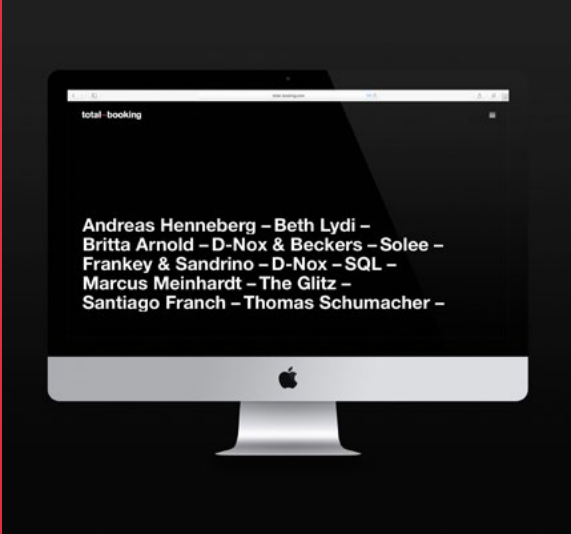 total-booking
Andreas Henneberg – Beth Lydi –
Britta Arnold – D-Nox & Beckers – Solee –
Frankey & Sandrino – D-Nox – SQL –
Marcus Meinhardt – The Glitz –
Santiago Franch – Thomas Schumacher –